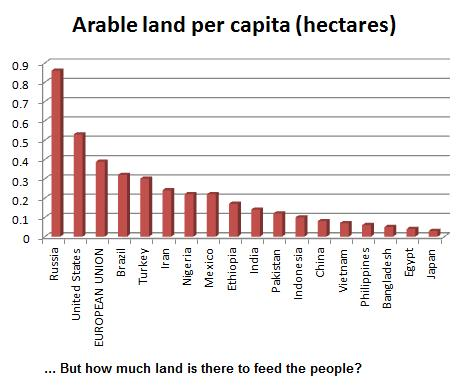 Arable land per capita (hectares)
0.9
0.8
0.7
0.6
0.5
0.4
0.3
0.2
0.1
0
Russia
United States
EUROPEAN UNION
Brazil
Turkey
Iran
Nigeria
Mexico
Ethiopia
India
Pakistan
Indonesia
China
Vietnam
Philippines
Bangladesh
Egypt
Japan
... But how much land is there to feed the people?